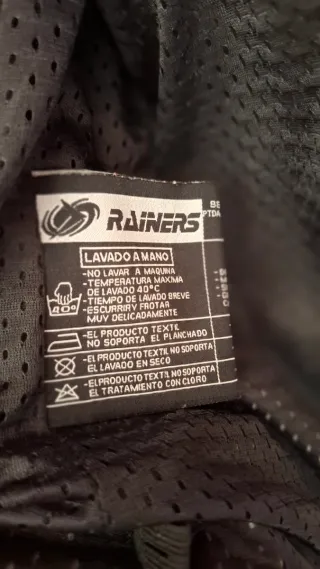 RAINERS
LAVADO A MANO
-NO LAVAR A MAQUINA
-TEMPERATURA MAXIMA
DE LAVADO 40°C
-TIEMPO DE LAVADO BREVE
-ESCURRIR Y FROTAR
MUY DELICADAMENTE
40°
-EL PRODUCTO TEXTIL
NO SOPORTA EL PLANCHADO
-EL PRODUCTO TEXTIL NO SOPORTA
EL LAVADO EN SECO
-EL PRODUCTO TEXTIL NO SOPORTA
EL TRATAMIENTO CON CLORO